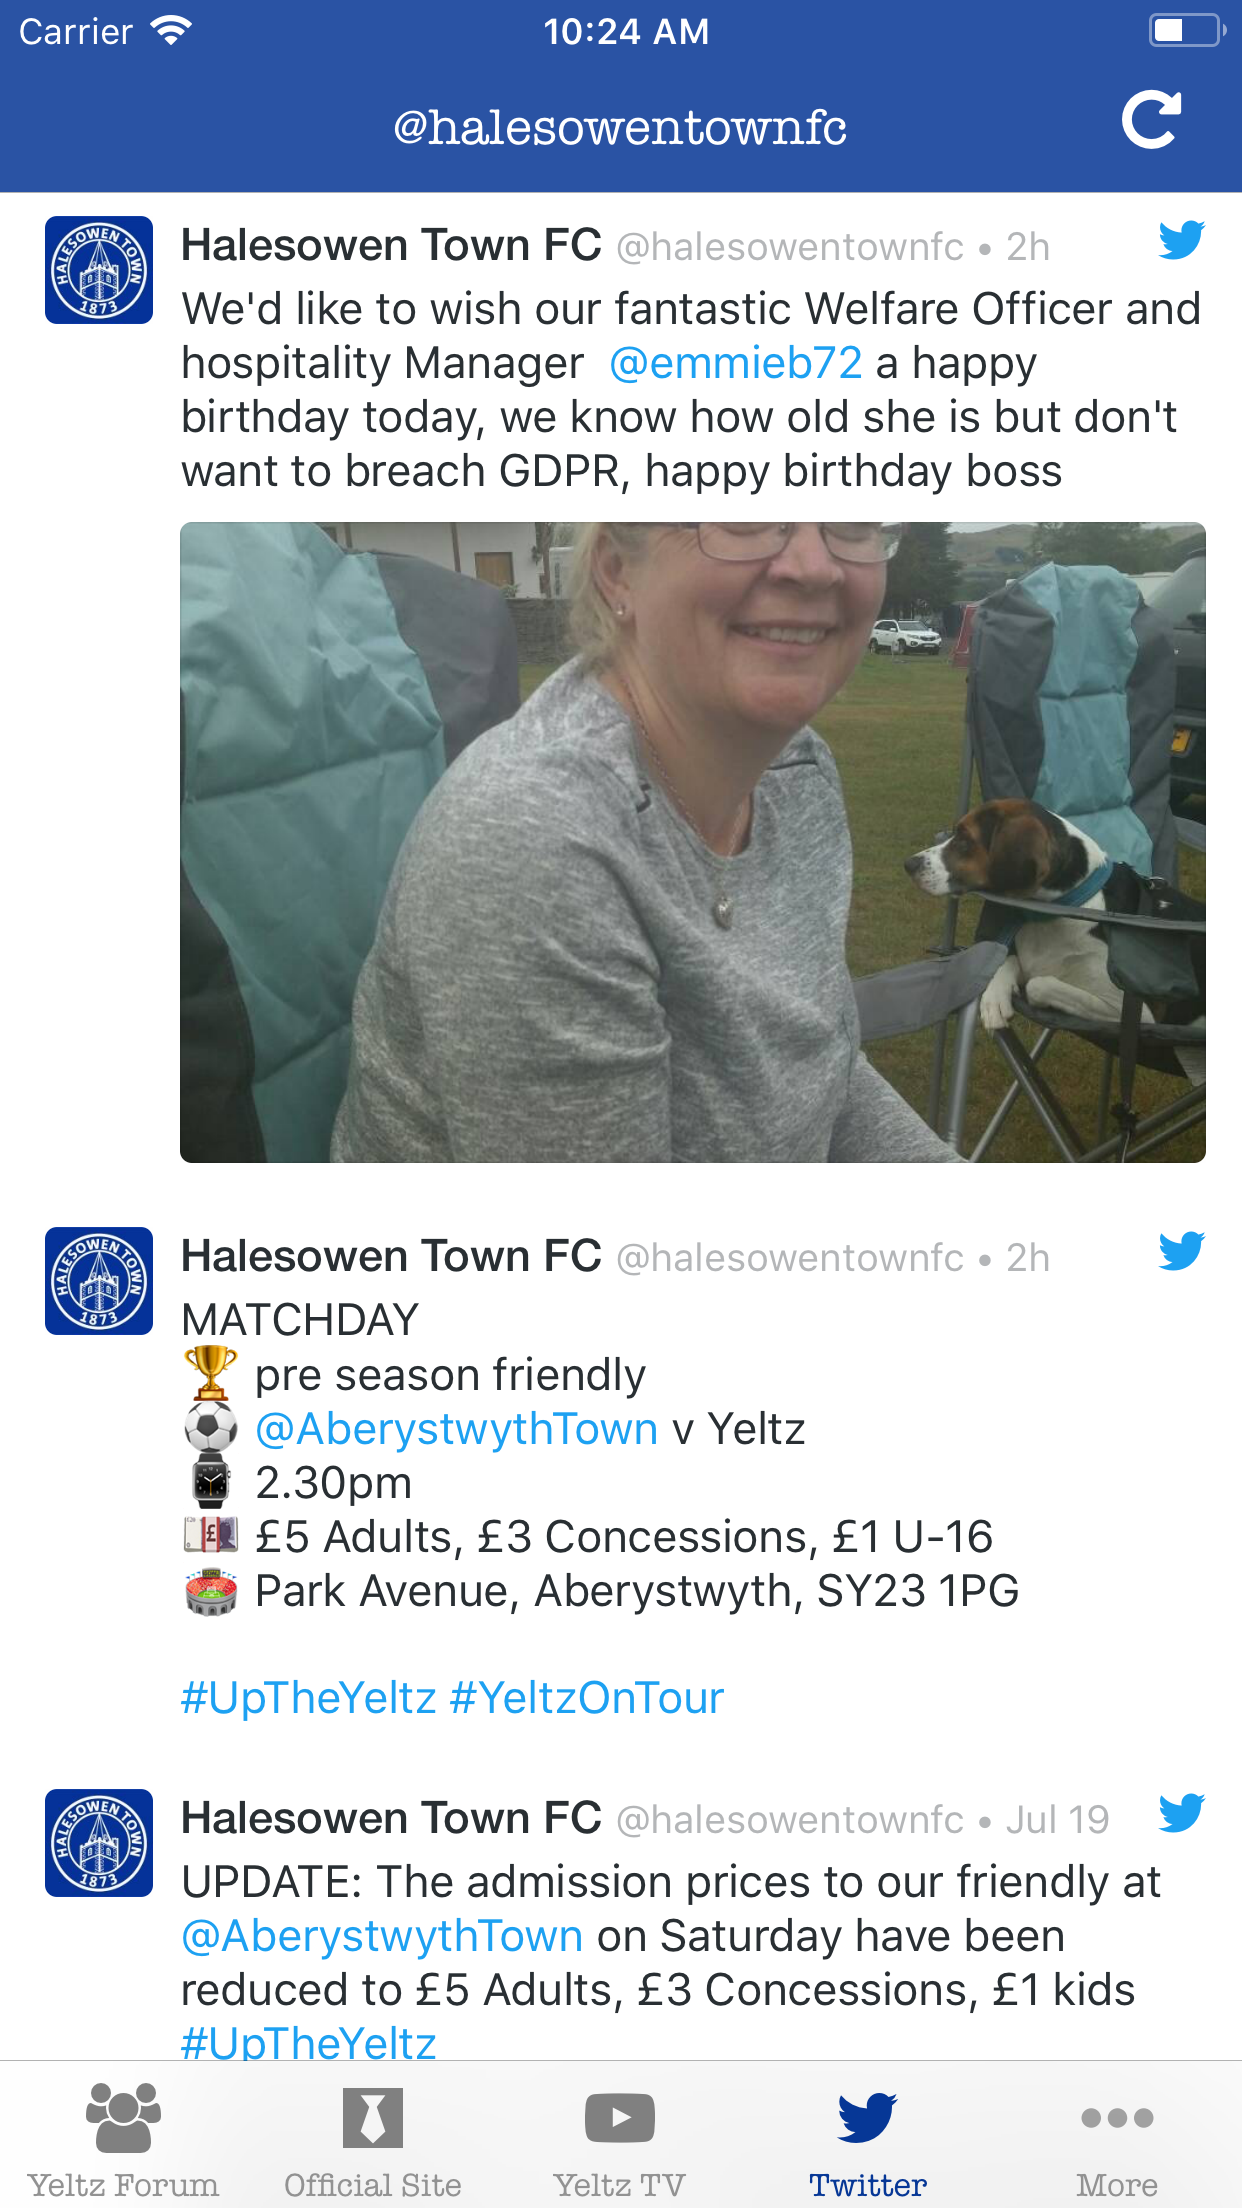 Carrier 10:24 AM
@halesowentownfc
HALESOWEN TOWN
1873
Halesowen Town FC @halesowentownfc • 2h
We'd like to wish our fantastic Welfare Officer and
hospitality Manager @emmieb72 a happy
birthday today, we know how old she is but don't
want to breach GDPR, happy birthday boss
HALESOWEN TOWN
1873
Halesowen Town FC @halesowentownfc • 2h
MATCHDAY
🏆 pre season friendly
⚽ @AberystwythTown v Yeltz
⌚ 2.30pm
💷 £5 Adults, £3 Concessions, £1 U-16
🏟 Park Avenue, Aberystwyth, SY23 1PG
#UpTheYeltz #YeltzOnTour
HALESOWEN TOWN
1873
Halesowen Town FC @halesowentownfc • Jul 19
UPDATE: The admission prices to our friendly at
@AberystwythTown on Saturday have been
reduced to £5 Adults, £3 Concessions, £1 kids
#UpTheYeltz
Yeltz Forum Official Site Yeltz TV Twitter More